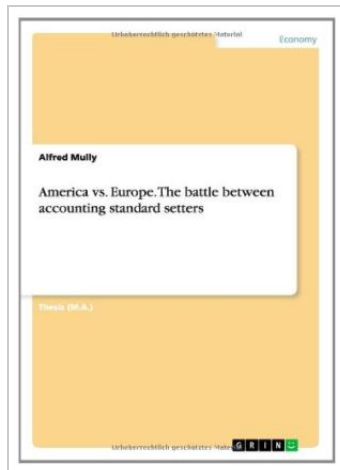 Urheberrechtlich geschütztes Material
Economy
Alfred Mully
America vs. Europe. The battle between
accounting standard setters
Thesis (M.A.)
Urheberrechtlich geschütztes Material
GRIN